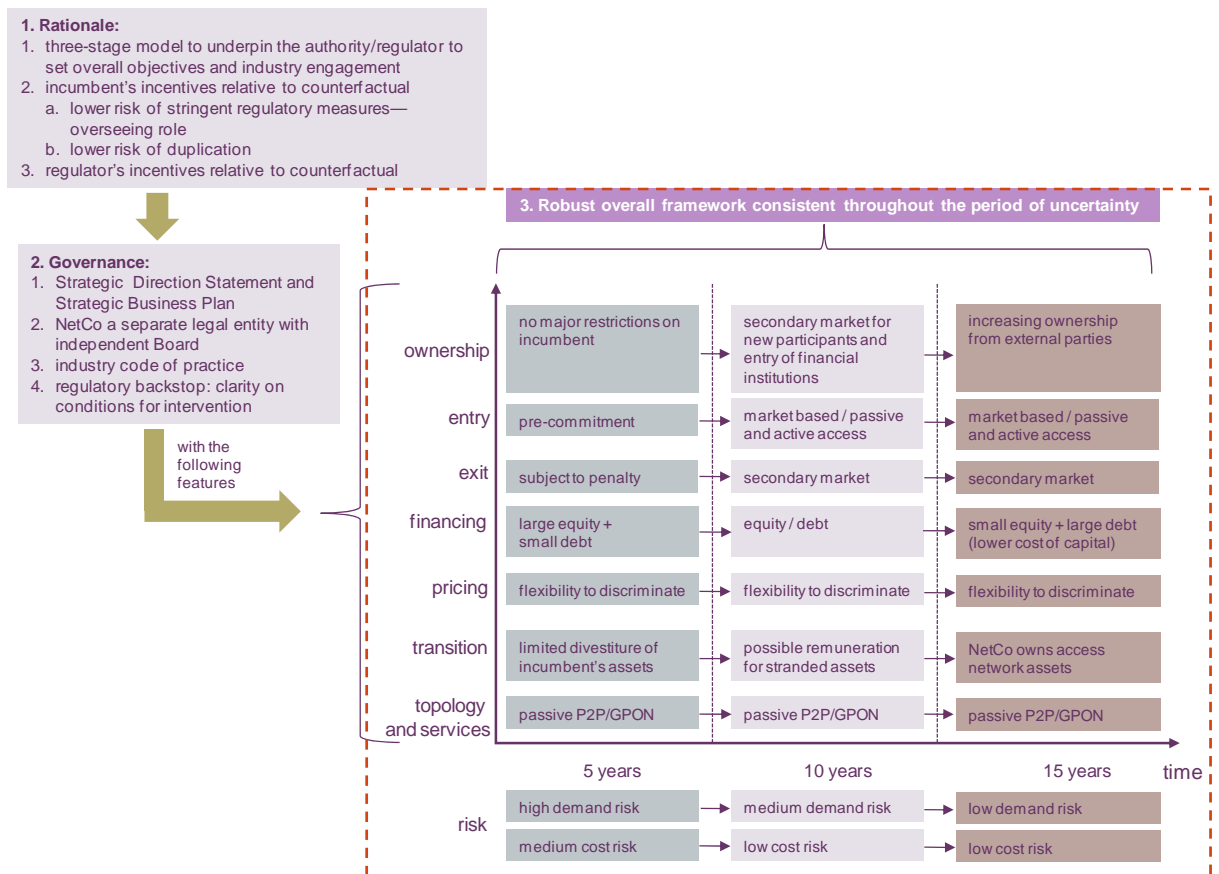 1. Rationale:
1. three-stage model to underpin the authority/regulator to
set overall objectives and industry engagement
2. incumbent's incentives relative to counterfactual
a. lower risk of stringent regulatory measures—
overseeing role
b. lower risk of duplication
3. regulator's incentives relative to counterfactual
2. Governance:
1. Strategic Direction Statement and
Strategic Business Plan
2. NetCo a separate legal entity with
independent Board
3. industry code of practice
4. regulatory backstop: clarity on
conditions for intervention
with the
following
features
3. Robust overall framework consistent throughout the period of uncertainty
ownership
no major restrictions on
incumbent
secondary market for
new participants and
entry of financial
institutions
increasing ownership
from external parties
entry
pre-commitment
market based / passive
and active access
market based / passive
and active access
exit
subject to penalty
secondary market
secondary market
financing
large equity +
small debt
equity / debt
small equity + large debt
(lower cost of capital)
pricing
flexibility to discriminate
flexibility to discriminate
flexibility to discriminate
transition
limited divestiture of
incumbent's assets
possible remuneration
for stranded assets
NetCo owns access
network assets
topology
and services
passive P2P/GPON
passive P2P/GPON
passive P2P/GPON
5 years
10 years
15 years
time
risk
high demand risk
medium demand risk
low demand risk
medium cost risk
low cost risk
low cost risk